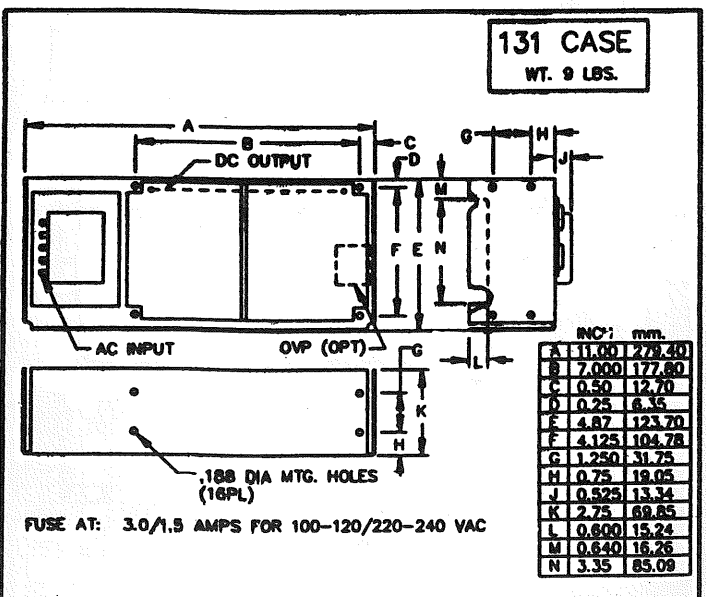 131 CASE
WT. 9 LBS.
A
B
C
D
DC OUTPUT
G
H
J
M
F
E
N
AC INPUT
OVP (OPT)
L
G
K
H
.188 DIA MTG. HOLES
(16PL)
FUSE AT: 3.0/1.5 AMPS FOR 100-120/220-240 VAC
mm.
A 11.00 279.40
B 7.000 177.80
C 0.50 12.70
D 0.25 6.35
E 4.87 123.70
F 4.125 104.78
G 1.250 31.75
H 0.75 19.05
J 0.525 13.34
K 2.75 69.85
L 0.600 15.24
M 0.640 16.26
N 3.35 85.09